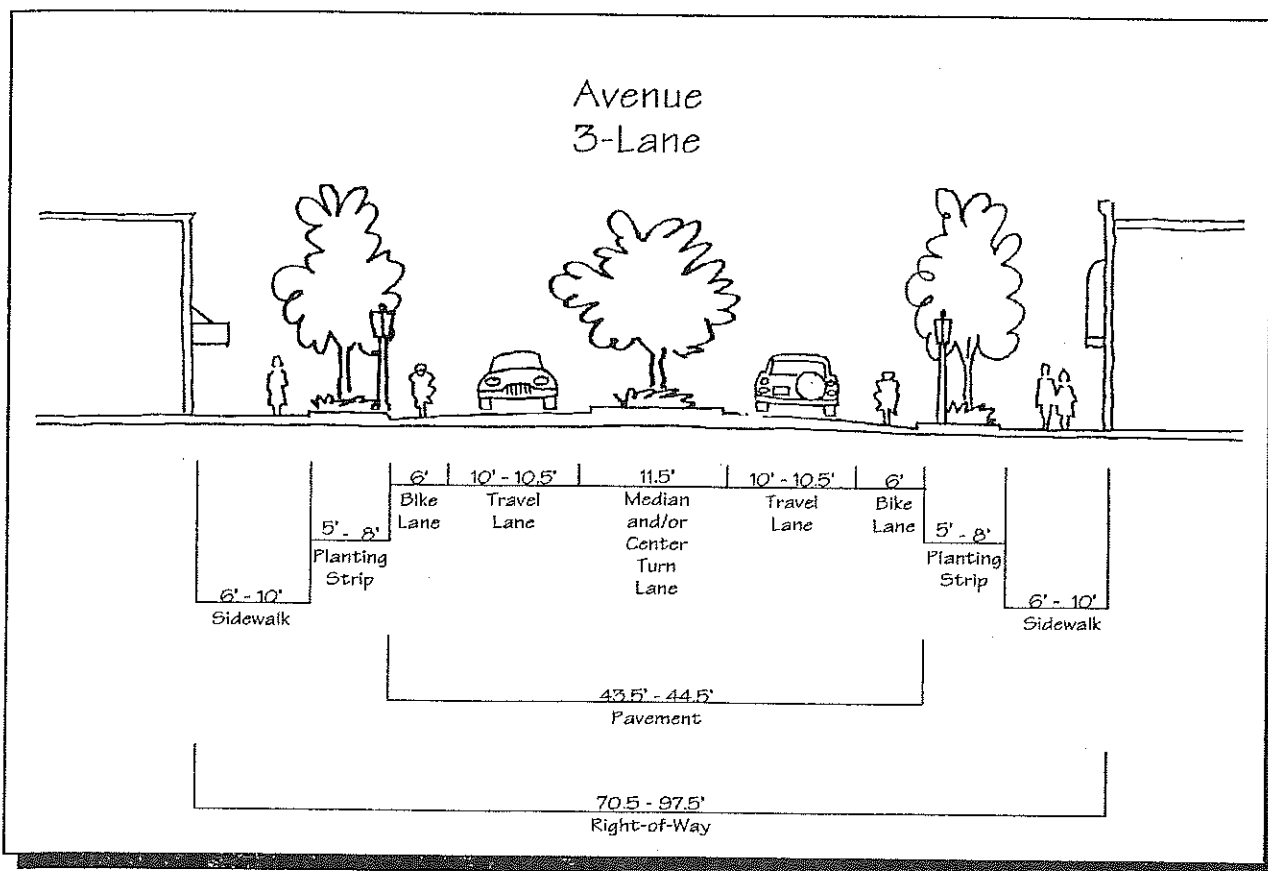 Avenue
3-Lane
6'
10' - 10.5'
11.5'
10' - 10.5'
6'
Bike
Lane
Travel
Lane
Median
and/or
Center
Turn
Lane
Travel
Lane
Bike
Lane
5' - 8'
Planting
Strip
5' - 8'
Planting
Strip
6' - 10'
Sidewalk
6' - 10'
Sidewalk
43.5' - 44.5'
Pavement
70.5 - 97.5'
Right-of-Way